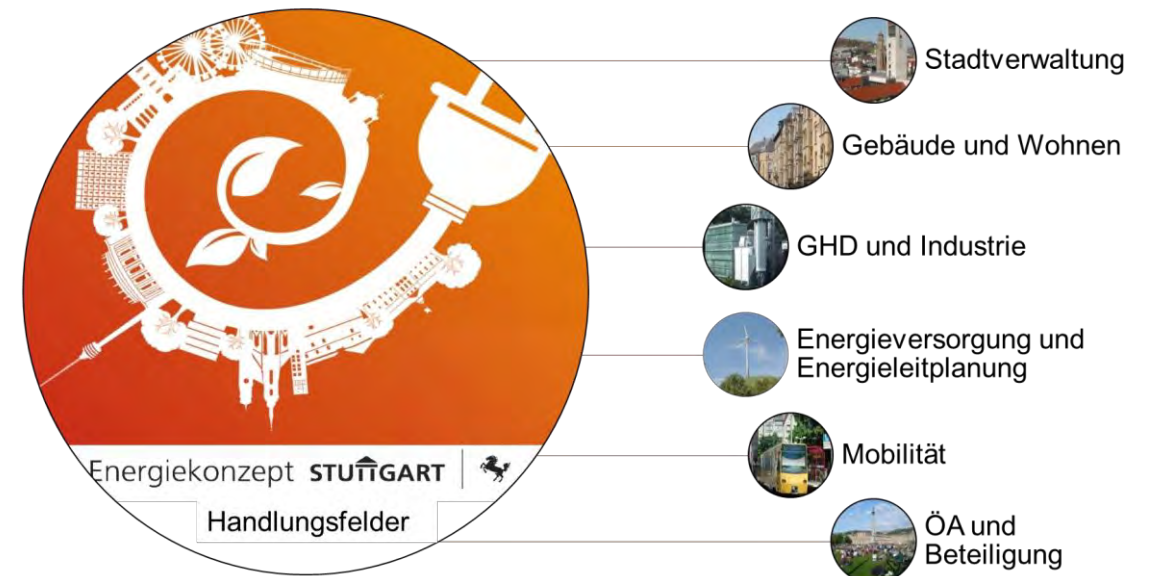 Stadtverwaltung
Gebäude und Wohnen
GHD und Industrie
Energieversorgung und
Energieleitplanung
Mobilität
ÖA und
Beteiligung
Energiekonzept STUTTGART
Handlungsfelder